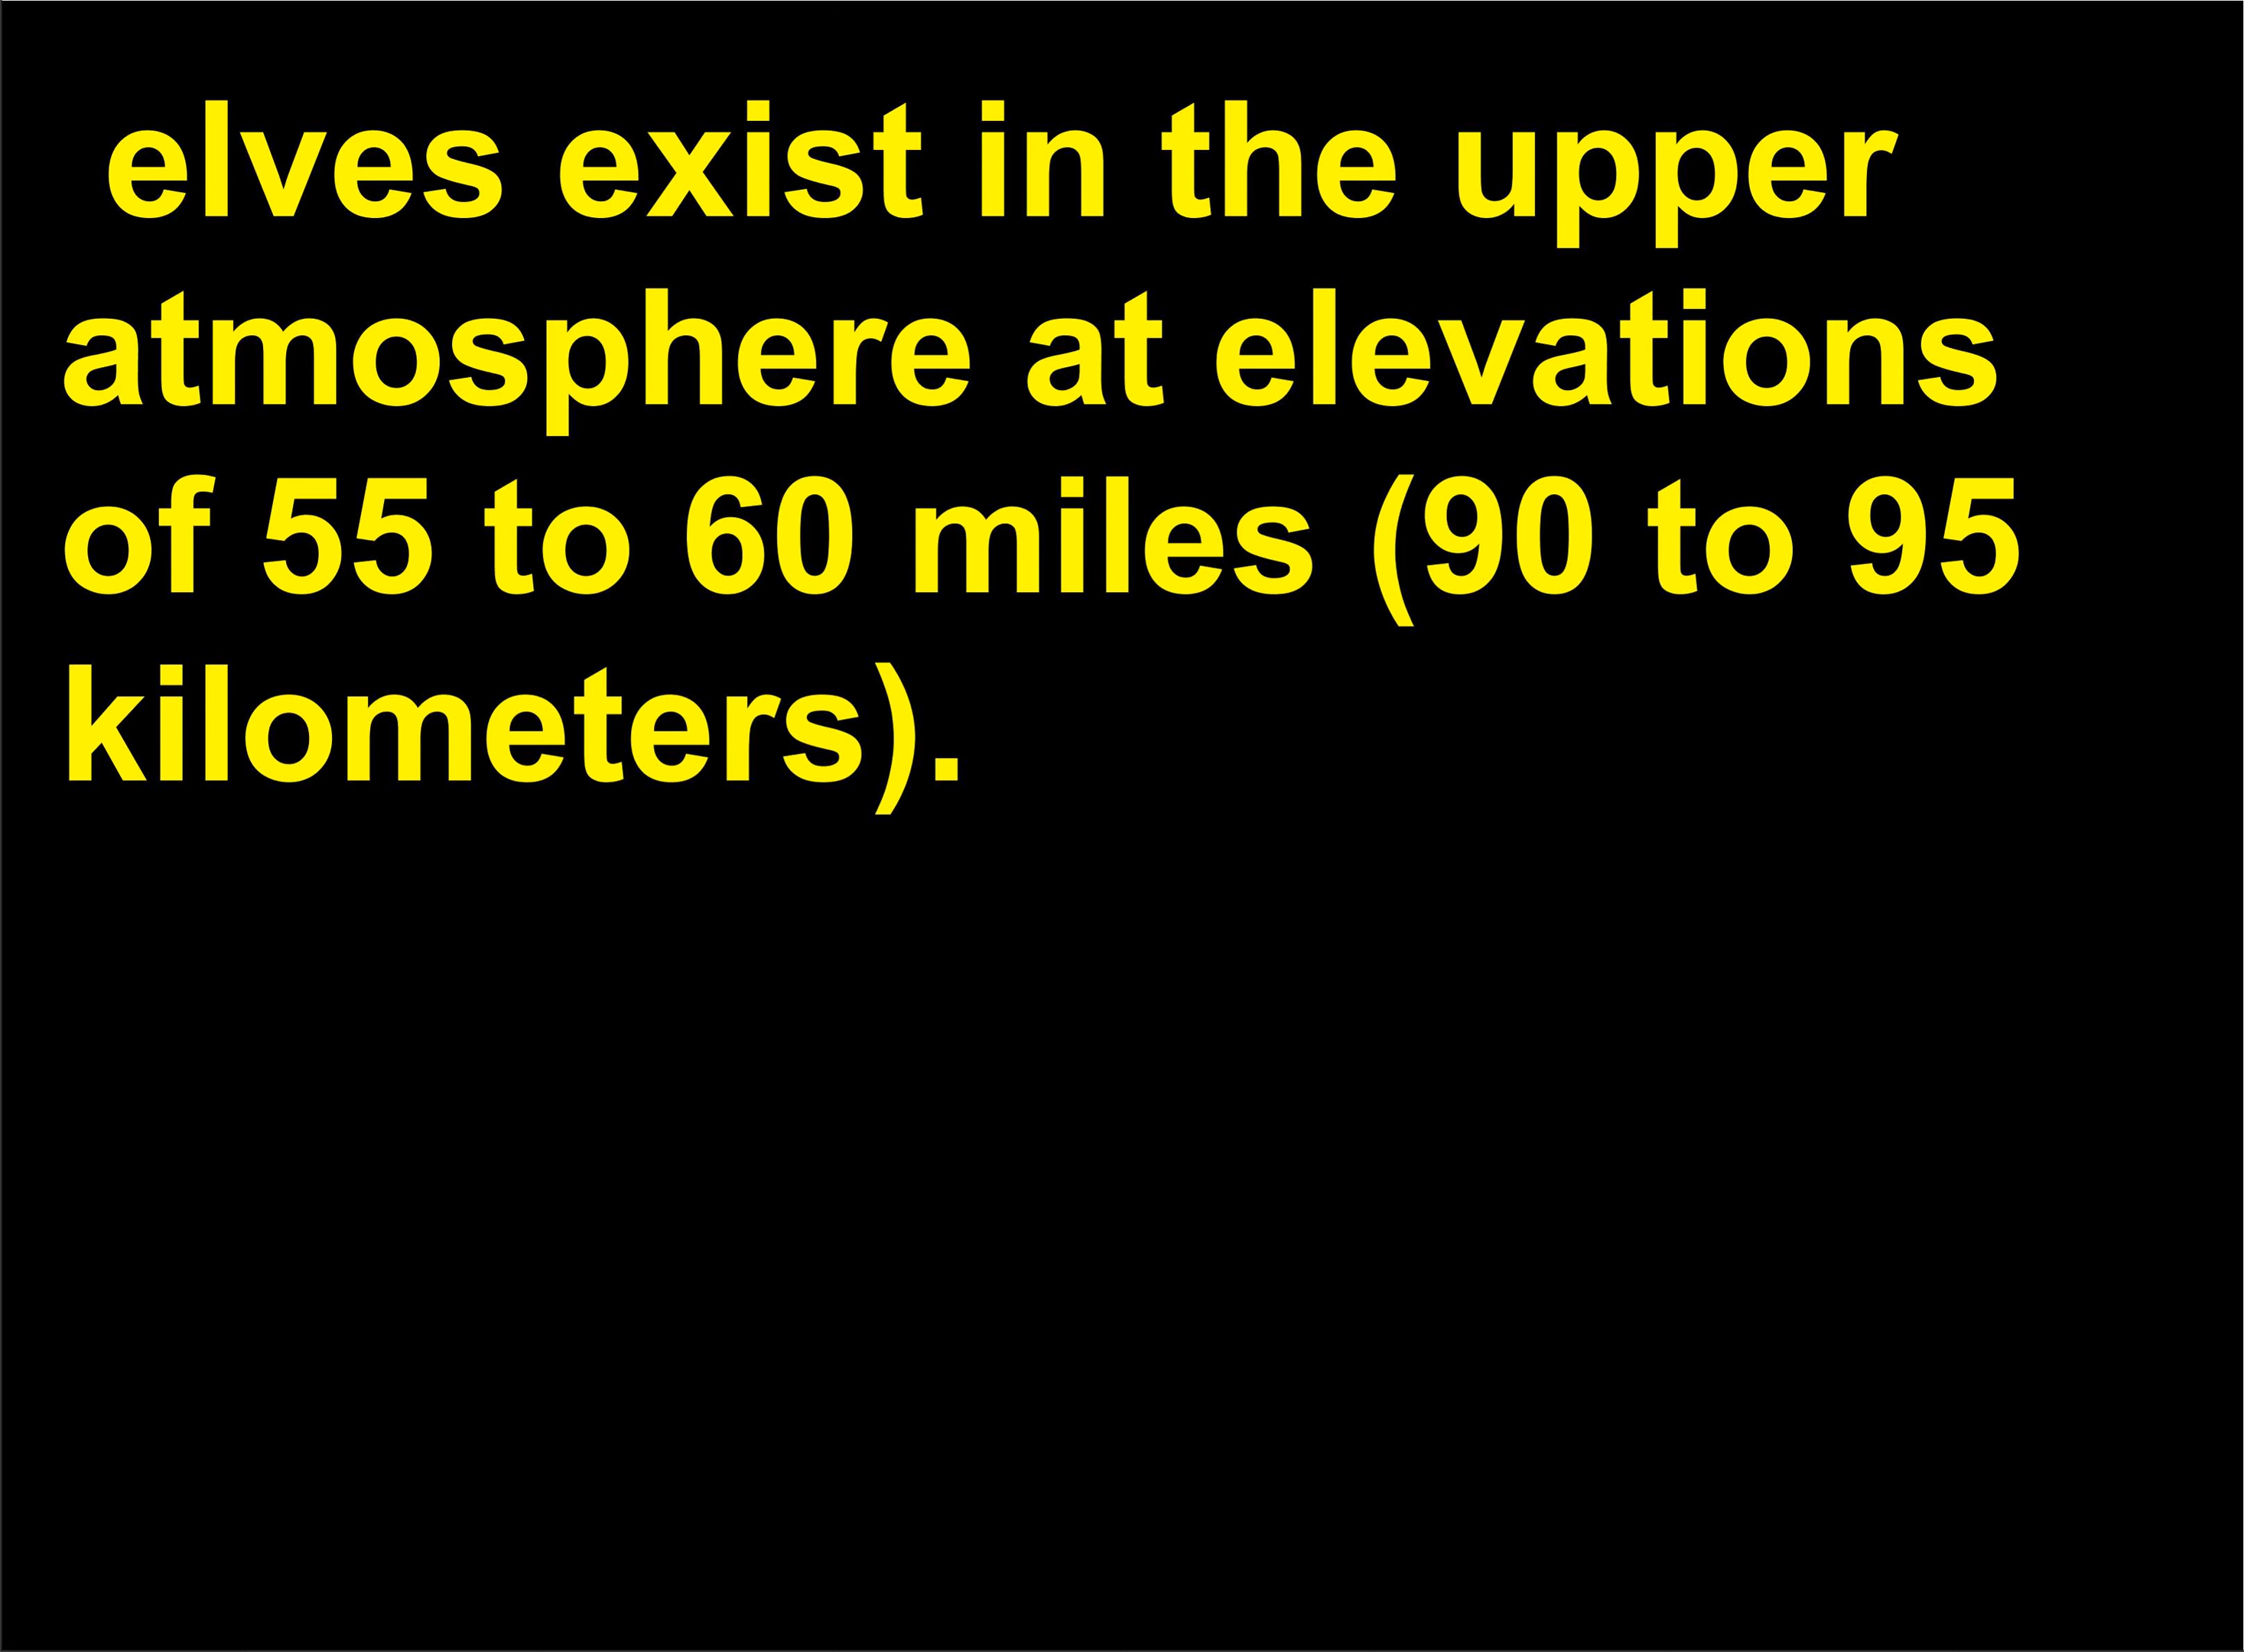 elves exist in the upper
atmosphere at elevations
of 55 to 60 miles (90 to 95
kilometers).